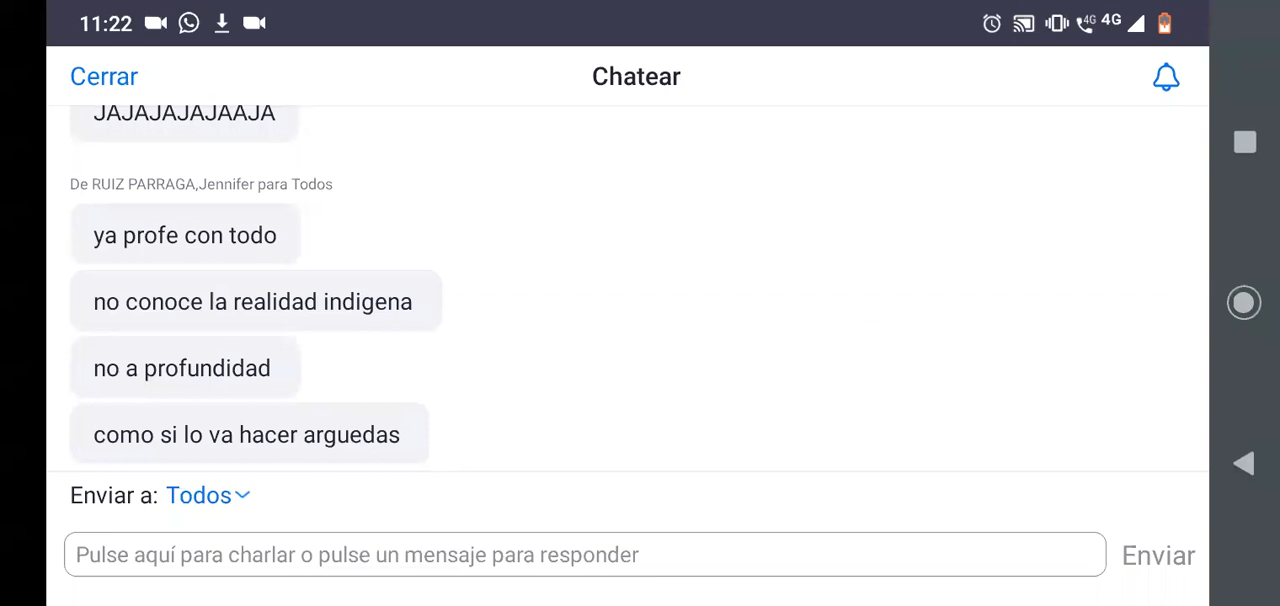 11:22
4G 4G
Cerrar
Chatear
JAJAJAJAJAAJA
De RUIZ PARRAGA,Jennifer para Todos
ya profe con todo
no conoce la realidad indigena
no a profundidad
como si lo va hacer arguedas
Enviar a: Todos
Pulse aquí para charlar o pulse un mensaje para responder
Enviar